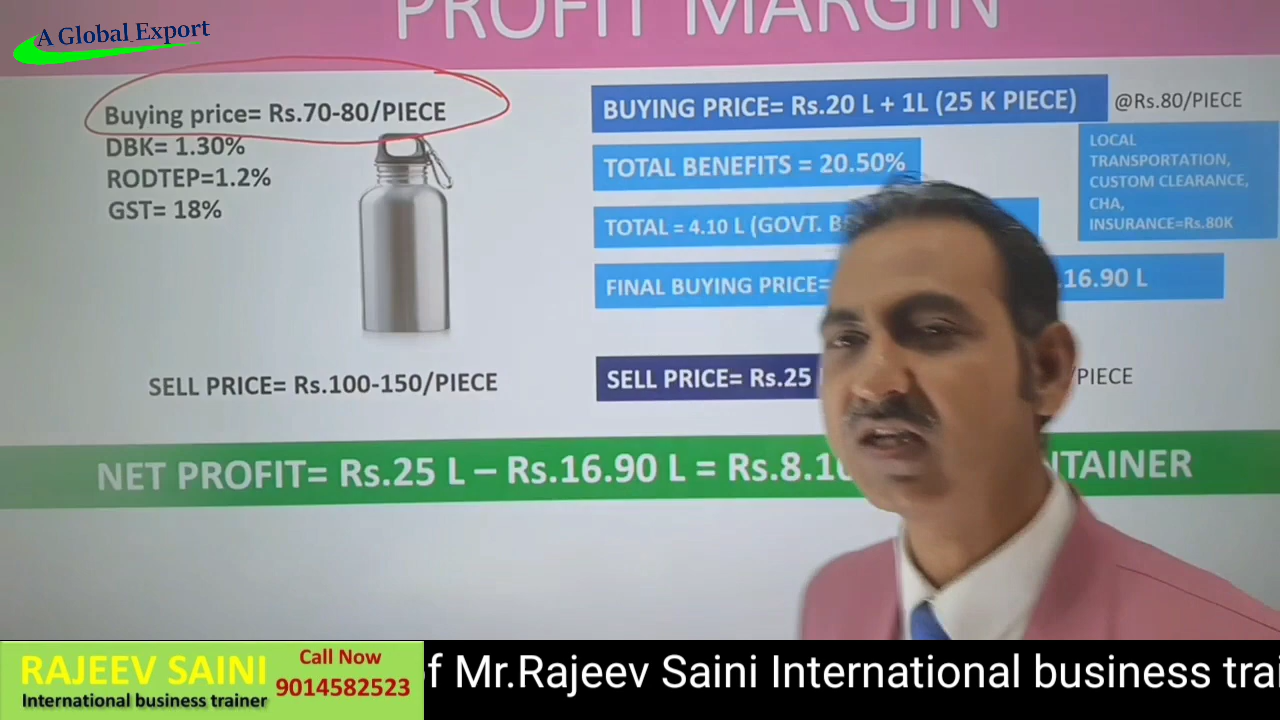 PROFIT MARGIN
A Global Export
Buying price= Rs.70-80/PIECE
DBK= 1.30%
RODTEP=1.2%
GST= 18%
SELL PRICE= Rs.100-150/PIECE
BUYING PRICE= Rs.20 L + 1L (25 K PIECE)
@Rs.80/PIECE
TOTAL BENEFITS = 20.50%
LOCAL
TRANSPORTATION,
CUSTOM CLEARANCE,
CHA,
INSURANCE=Rs.80K
TOTAL = 4.10 L (GOVT.
FINAL BUYING PRICE= 16.90 L
SELL PRICE= Rs.25 /PIECE
NET PROFIT= Rs.25 L – Rs.16.90 L = Rs.8.10
RAJEEV SAINI
International business trainer
Call Now
9014582523
of Mr.Rajeev Saini International business trai